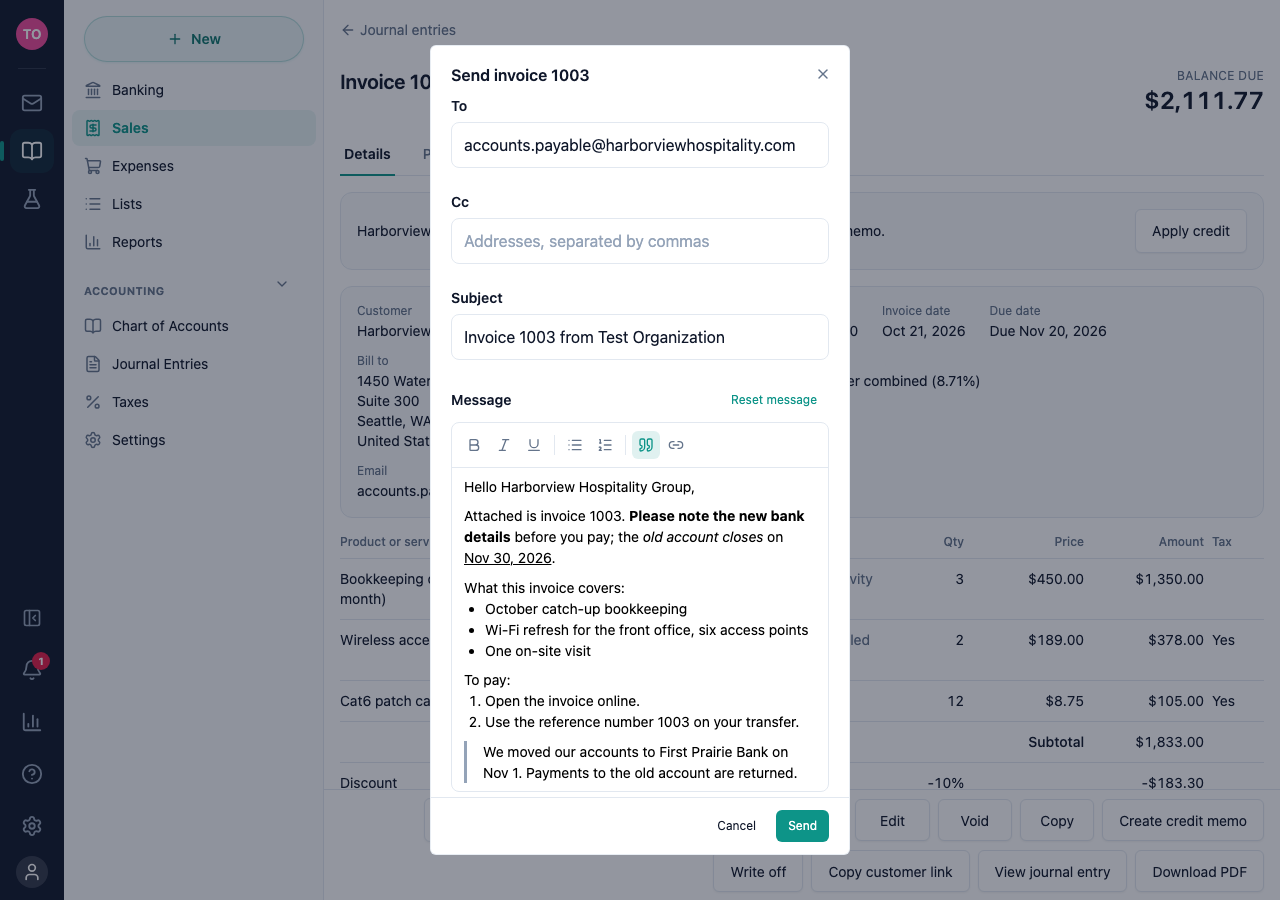 TO
New
Banking
Sales
Expenses
Lists
Reports
ACCOUNTING
Chart of Accounts
Journal Entries
Taxes
Settings
1
Journal entries
Invoice 10
BALANCE DUE
$2,111.77
Details
P
Harborview
memo.
Apply credit
Customer
Harborview
Invoice date
Oct 21, 2026
Due date
Due Nov 20, 2026
Bill to
1450 Water
Suite 300
Seattle, WA
United Stat
er combined (8.71%)
Email
accounts.pa
Product or serv
Qty
Price
Amount
Tax
Bookkeeping
month)
vity
3
$450.00
$1,350.00
Wireless acce
led
2
$189.00
$378.00
Yes
Cat6 patch ca
12
$8.75
$105.00
Yes
Subtotal
$1,833.00
Discount
-10%
-$183.30
Edit
Void
Copy
Create credit memo
Write off
Copy customer link
View journal entry
Download PDF
Send invoice 1003
To
accounts.payable@harborviewhospitality.com
Cc
Addresses, separated by commas
Subject
Invoice 1003 from Test Organization
Message
Reset message
B I U
Hello Harborview Hospitality Group,
Attached is invoice 1003. Please note the new bank
details before you pay; the old account closes on
Nov 30, 2026.
What this invoice covers:
• October catch-up bookkeeping
• Wi-Fi refresh for the front office, six access points
• One on-site visit
To pay:
1. Open the invoice online.
2. Use the reference number 1003 on your transfer.
We moved our accounts to First Prairie Bank on
Nov 1. Payments to the old account are returned.
Cancel
Send